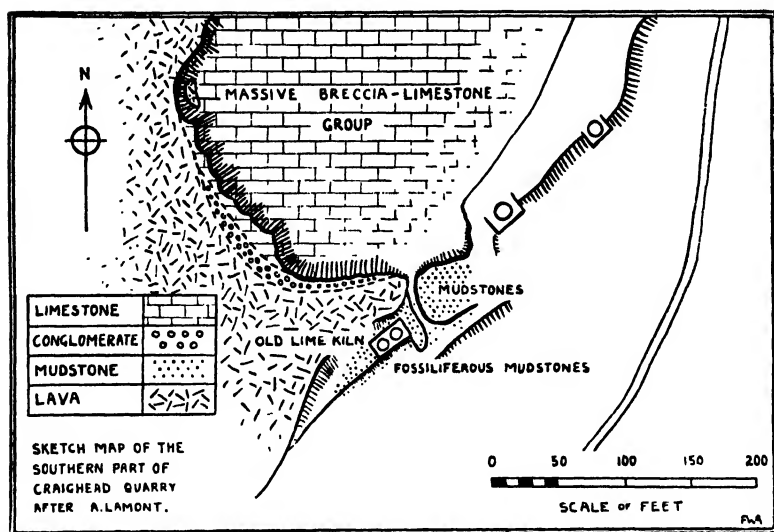 N
MASSIVE BRECCIA-LIMESTONE
GROUP
MUDSTONES
OLD LIME KILN
FOSSILIFEROUS MUDSTONES
LIMESTONE
CONGLOMERATE
MUDSTONE
LAVA
SKETCH MAP OF THE
SOUTHERN PART OF
CRAIGHEAD QUARRY
AFTER A. LAMONT.
0 50 100 150 200
SCALE OF FEET